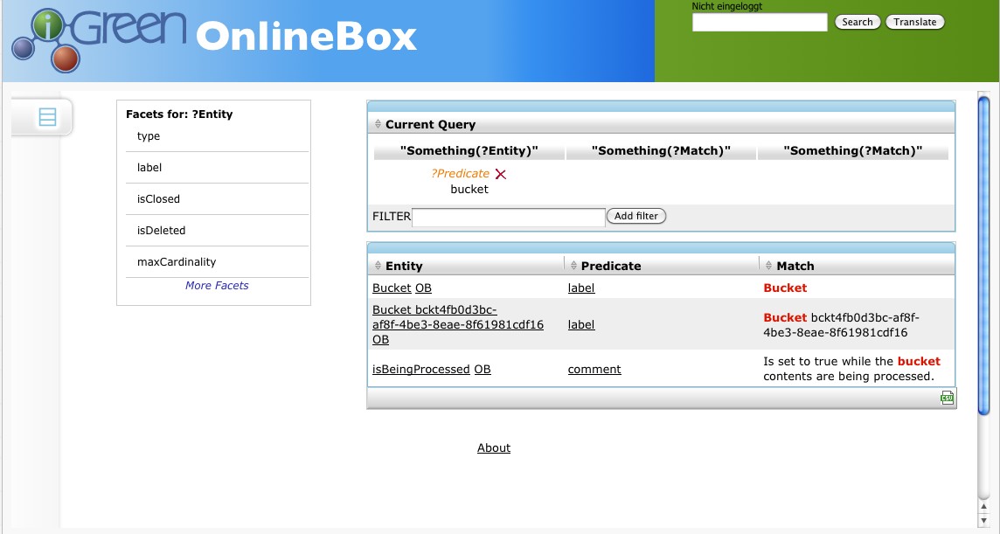 Nicht eingeloggt
iGreen OnlineBox
Search Translate
Facets for: ?Entity
type
label
isClosed
isDeleted
maxCardinality
More Facets
Current Query
"Something(?Entity)" "Something(?Match)" "Something(?Match)"
?Predicate
bucket
FILTER Add filter
Entity Predicate Match
Bucket OB label Bucket
Bucket bckt4fb0d3bc-
af8f-4be3-8eae-8f61981cdf16
OB
label
Bucket bckt4fb0d3bc-af8f-
4be3-8eae-8f61981cdf16
isBeingProcessed OB comment
Is set to true while the bucket
contents are being processed.
CSV
About